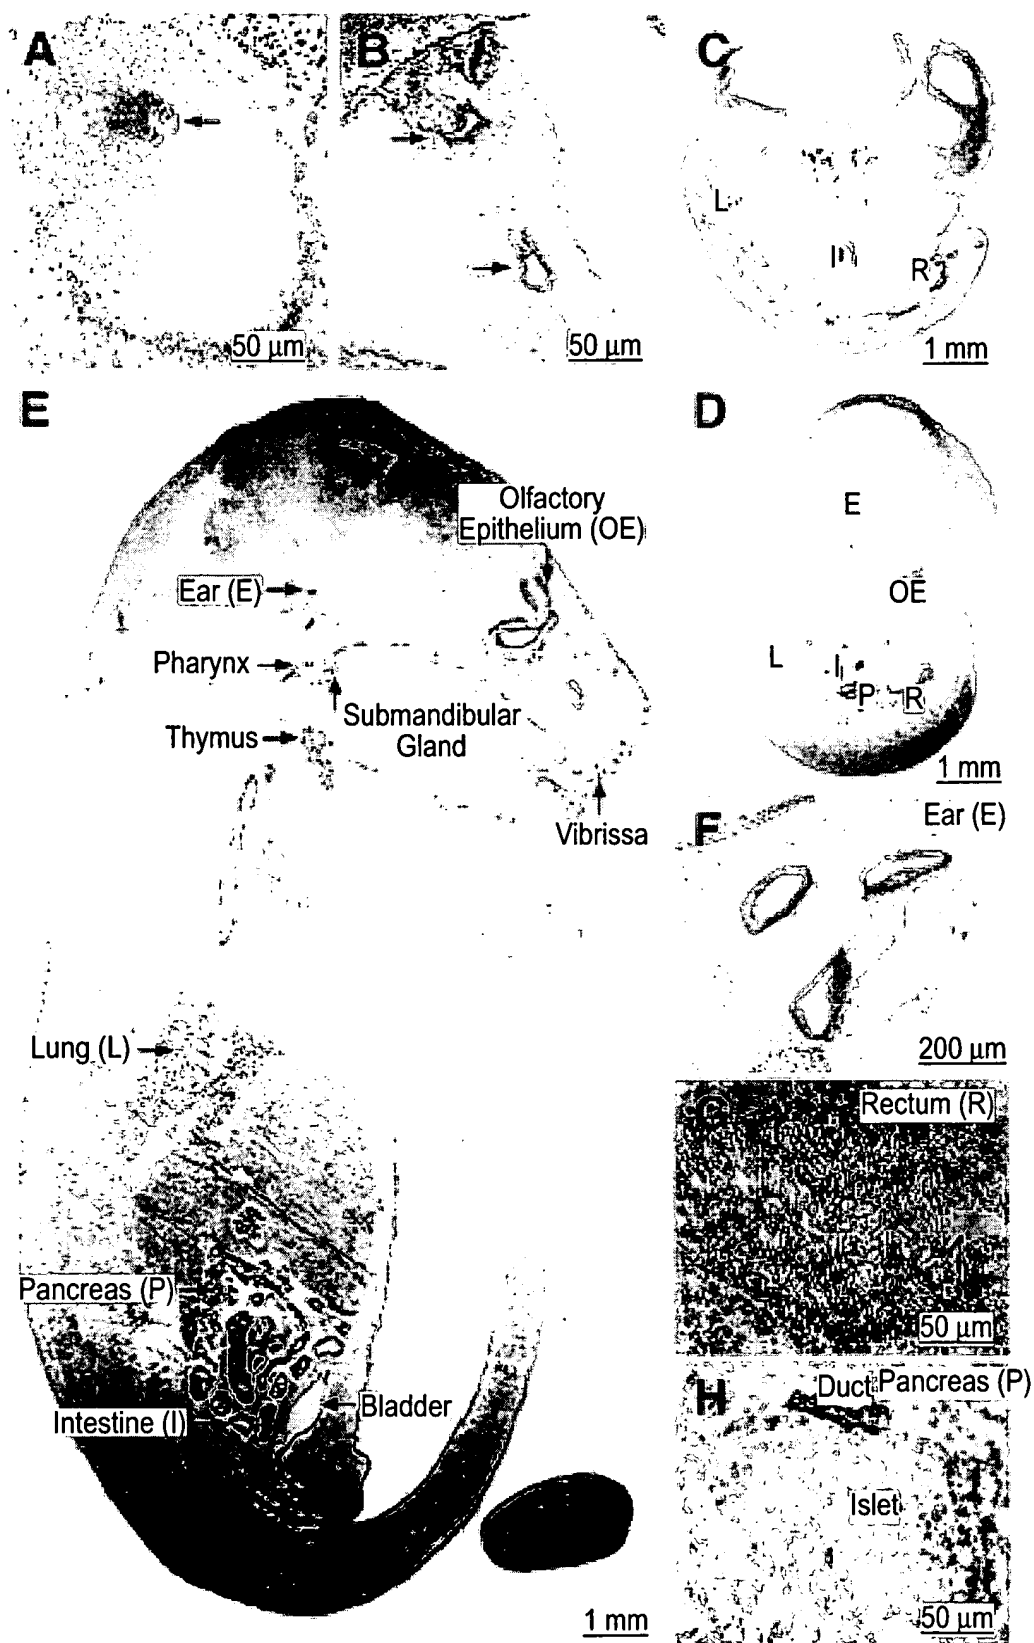 A
B
C
L
I
R
50 µm
50 µm
1 mm
E
D
Olfactory
Epithelium (OE)
E
Ear (E)
OE
Pharynx
L
I
P
R
Submandibular
Gland
Thymus
1 mm
Vibrissa
F
Ear (E)
Lung (L)
200 µm
G
Rectum (R)
50 µm
Pancreas (P)
Intestine (I)
Bladder
H
Duct
Pancreas (P)
Islet
50 µm
1 mm